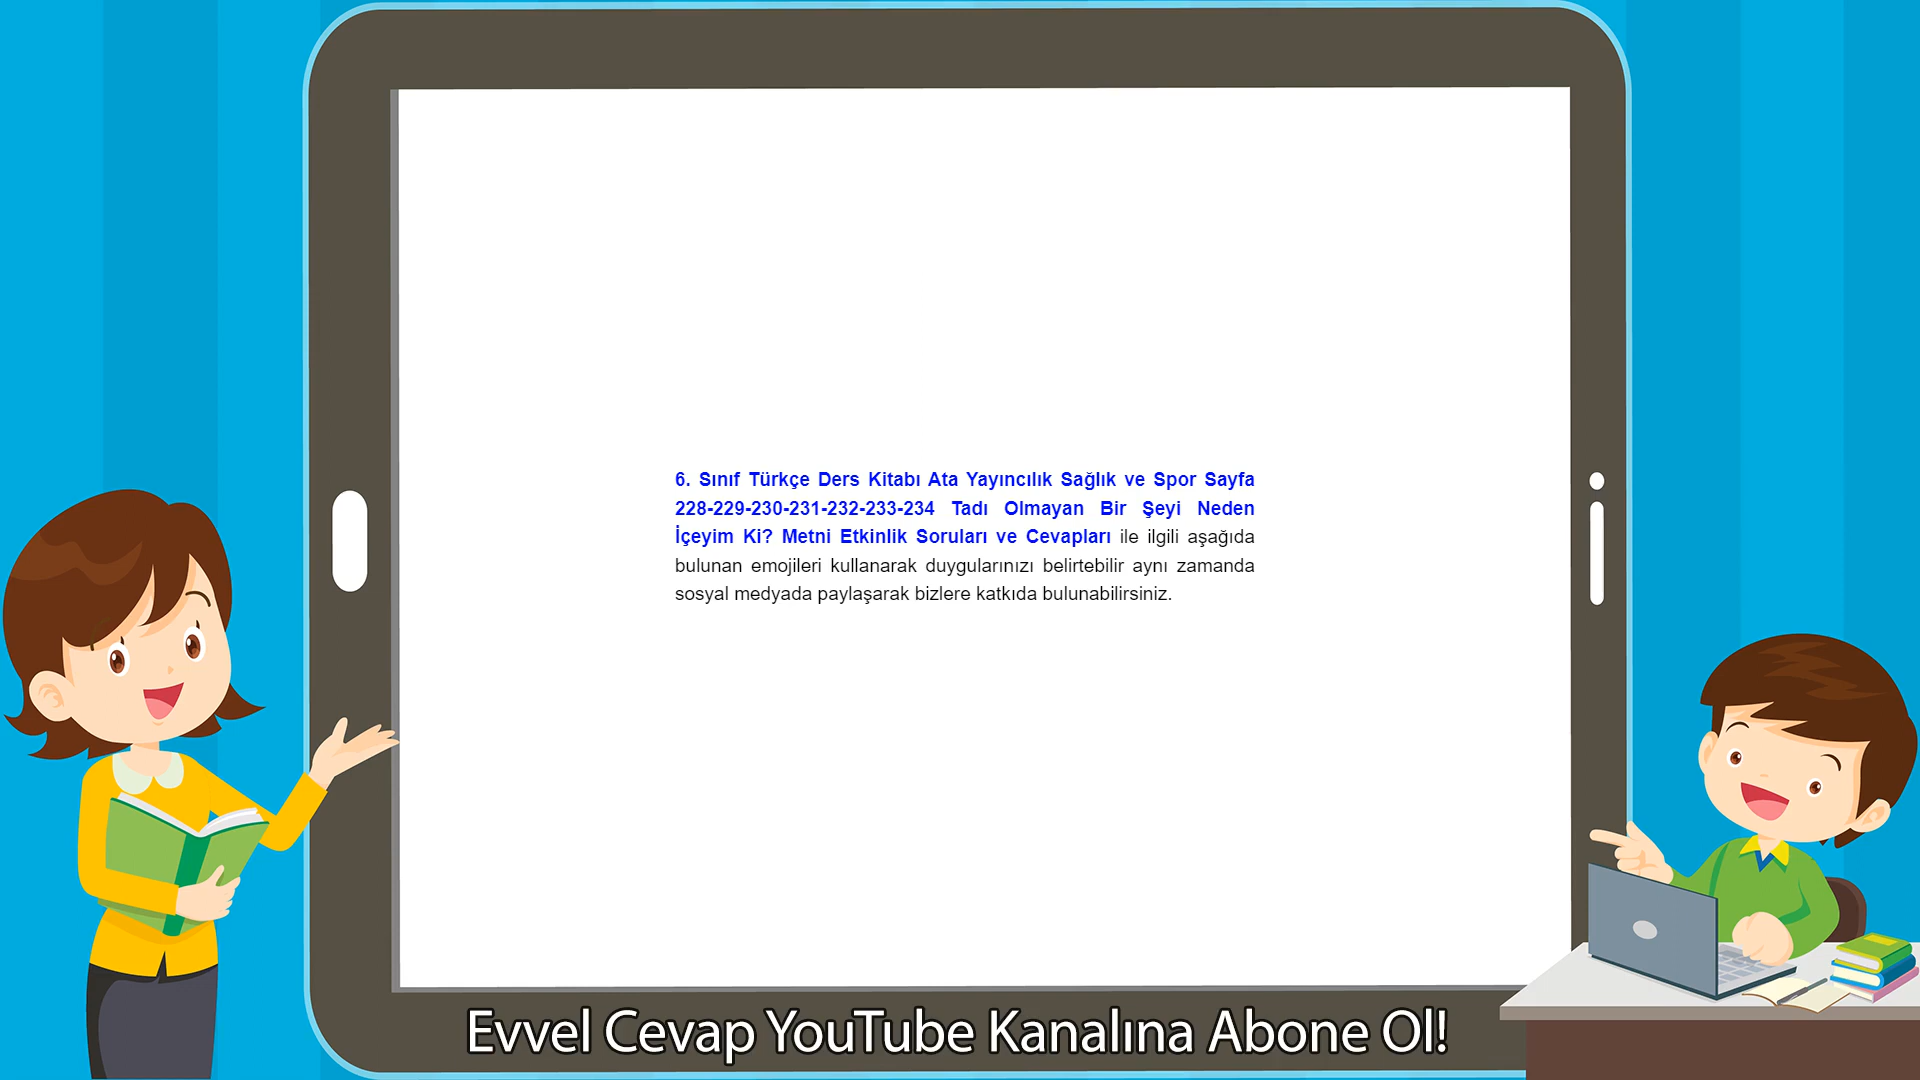 6. Sınıf Türkçe Ders Kitabı Ata Yayıncılık Sağlık ve Spor Sayfa
228-229-230-231-232-233-234 Tadı Olmayan Bir Şeyi Neden
İçeyim Ki? Metni Etkinlik Soruları ve Cevapları ile ilgili aşağıda
bulunan emojileri kullanarak duygularınızı belirtebilir aynı zamanda
sosyal medyada paylaşarak bizlere katkıda bulunabilirsiniz.
Evvel Cevap YouTube Kanalına Abone Ol!